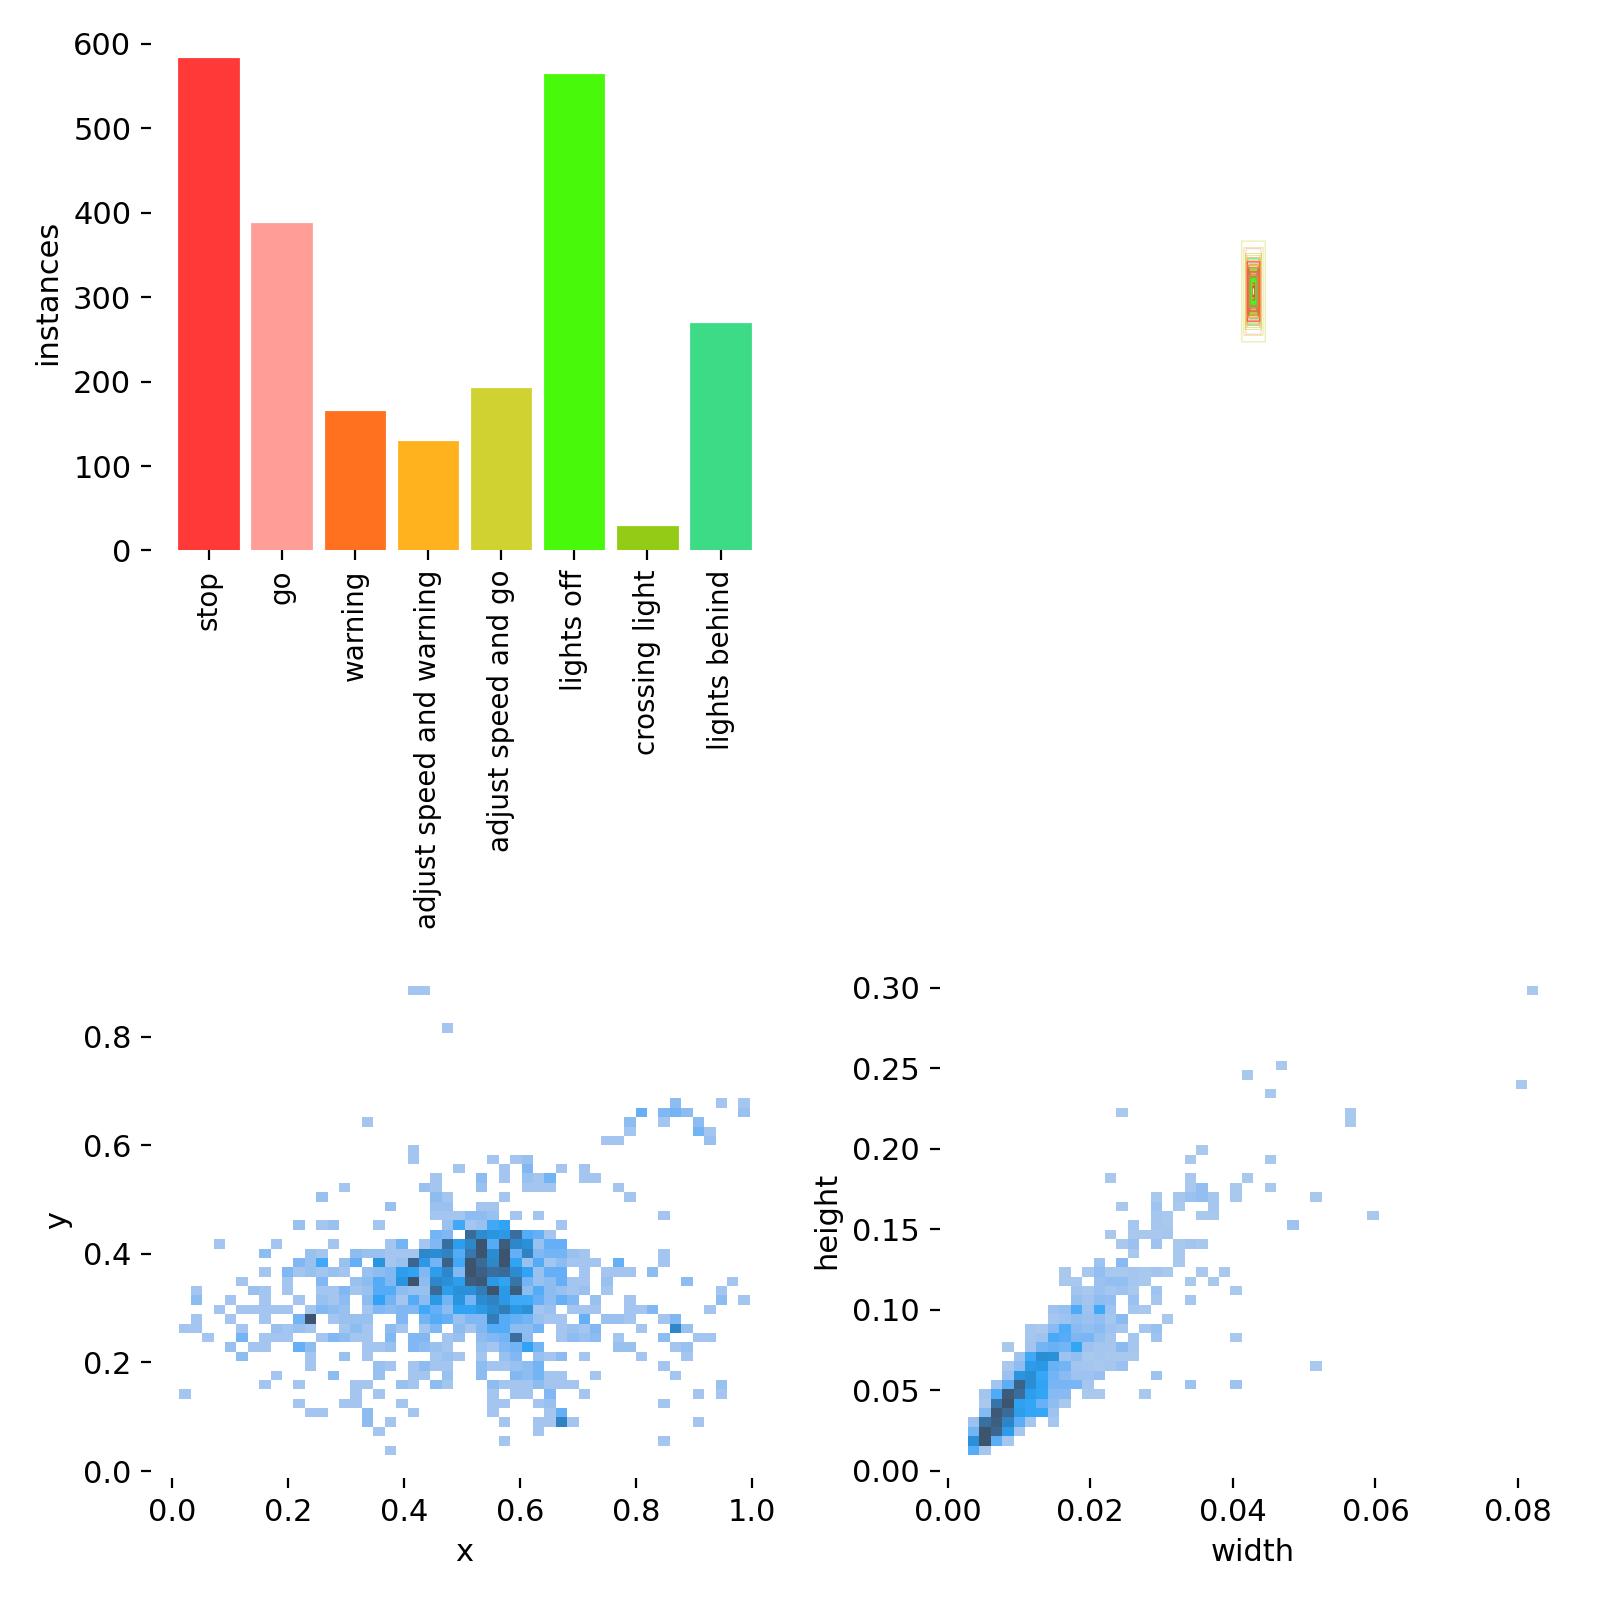 600
500
400
300
200
100
0
instances
stop
go
warning
adjust speed and warning
adjust speed and go
lights off
crossing light
lights behind
0.8
0.6
0.4
0.2
0.0
y
0.0 0.2 0.4 0.6 0.8 1.0
x
0.30
0.25
0.20
0.15
0.10
0.05
0.00
height
0.00 0.02 0.04 0.06 0.08
width